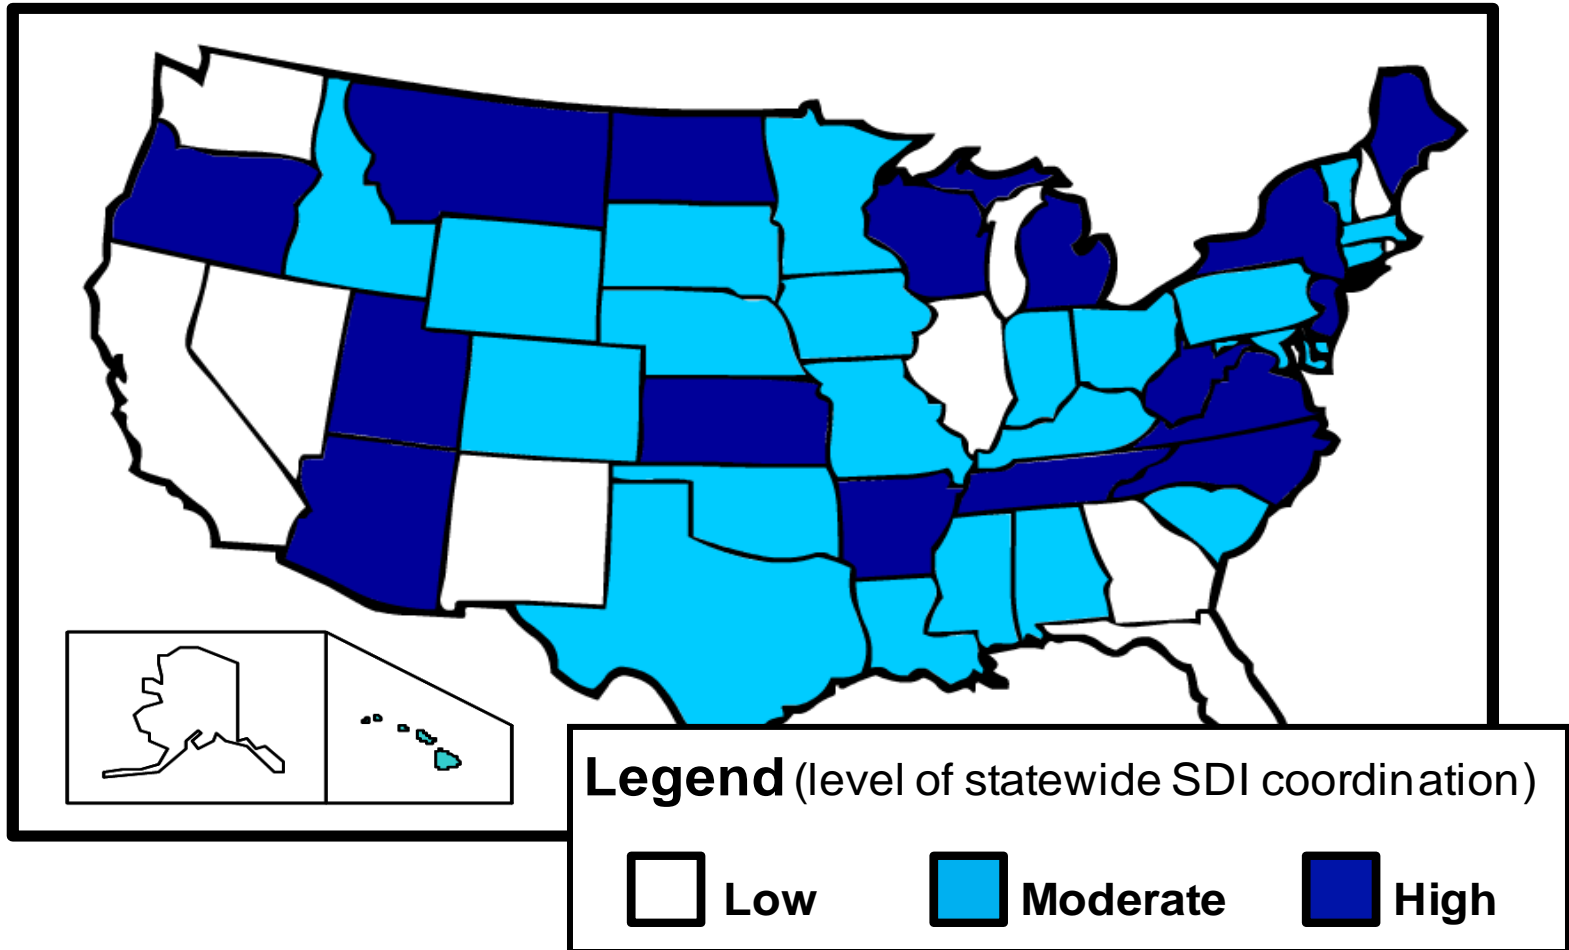 Legend (level of statewide SDI coordination)
Low Moderate High